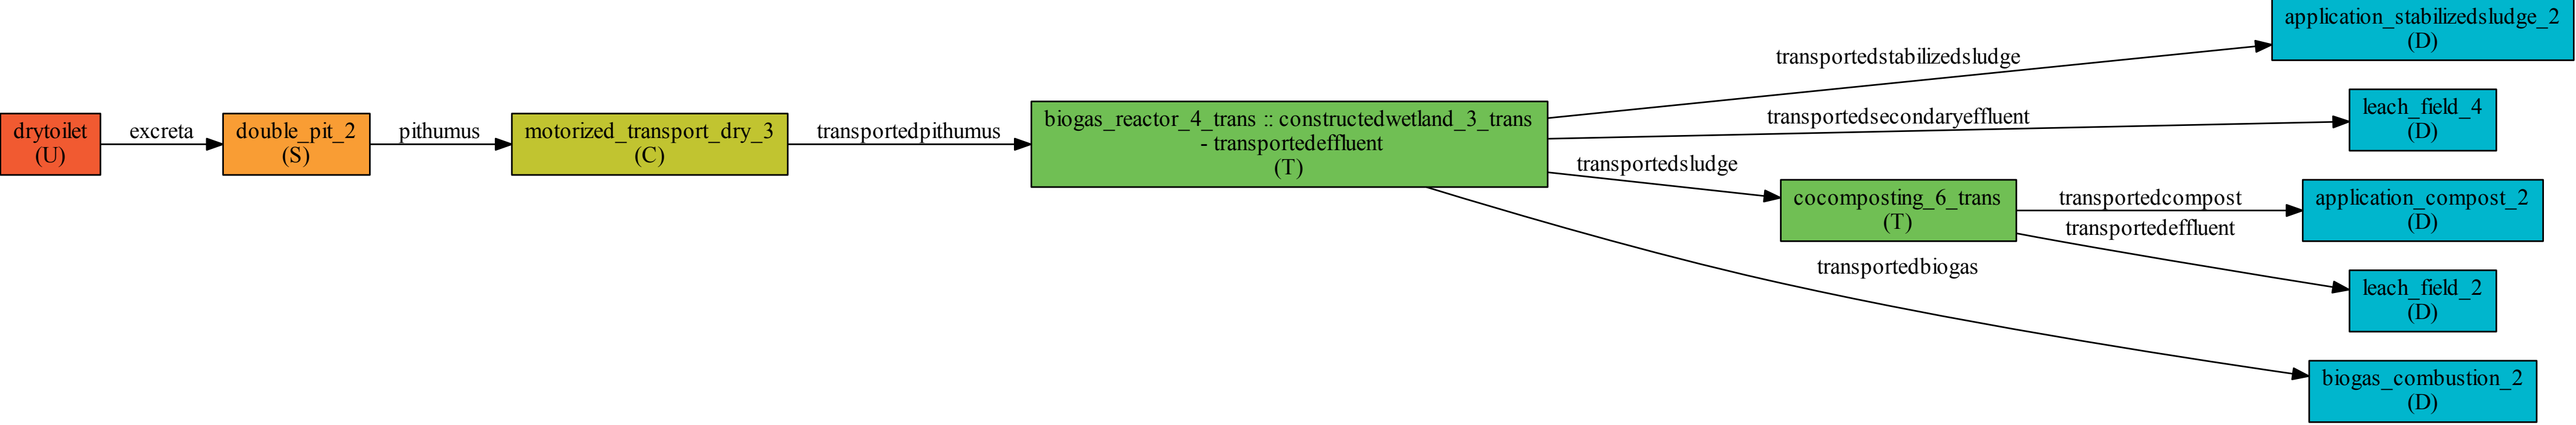 drytoilet
(U)
excreta
double_pit_2
(S)
pithumus
motorized_transport_dry_3
(C)
transportedpithumus
biogas_reactor_4_trans :: constructedwetland_3_trans
- transportedeffluent
(T)
transportedstabilizedsludge
application_stabilizedsludge_2
(D)
transportedsecondaryeffluent
leach_field_4
(D)
transportedsludge
cocomposting_6_trans
(T)
transportedcompost
application_compost_2
(D)
transportedeffluent
leach_field_2
(D)
transportedbiogas
biogas_combustion_2
(D)